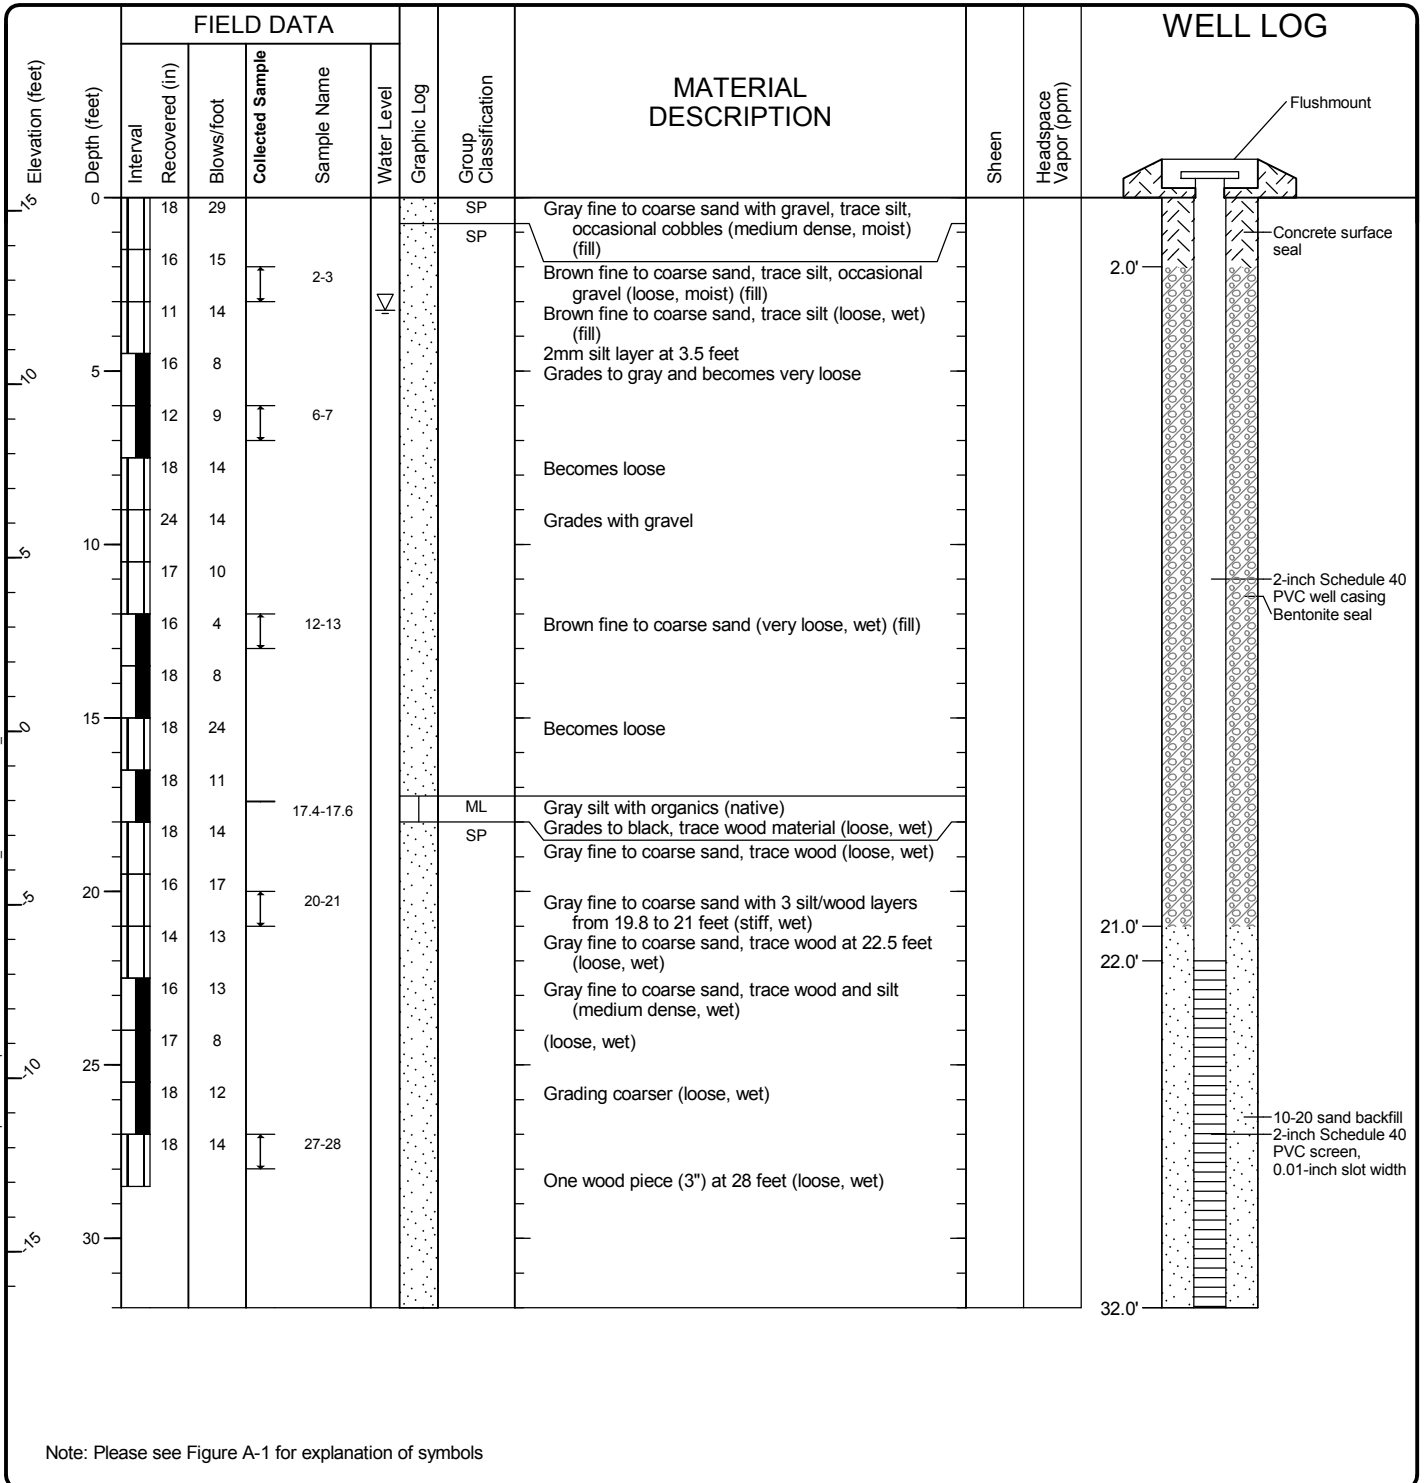 FIELD DATA
WELL LOG
Elevation (feet)
Depth (feet)
Interval
Recovered (in)
Blows/foot
Collected Sample
Sample Name
Water Level
Graphic Log
Group
Classification
MATERIAL
DESCRIPTION
Sheen
Headspace
Vapor (ppm)
Flushmount
15
0
18 29
SP
Gray fine to coarse sand with gravel, trace silt,
occasional cobbles (medium dense, moist)
(fill)
SP
Concrete surface
seal
16 15
2-3
Brown fine to coarse sand, trace silt, occasional
gravel (loose, moist) (fill)
2.0'
11 14
Brown fine to coarse sand, trace silt (loose, wet)
(fill)
2mm silt layer at 3.5 feet
10
5
16 8
Grades to gray and becomes very loose
12 9
6-7
18 14
Becomes loose
24 14
Grades with gravel
5
10
17 10
2-inch Schedule 40
PVC well casing
Bentonite seal
16 4
12-13
Brown fine to coarse sand (very loose, wet) (fill)
18 8
0
15
18 24
Becomes loose
18 11
17.4-17.6
ML
Gray silt with organics (native)
Grades to black, trace wood material (loose, wet)
18 14
SP
Gray fine to coarse sand, trace wood (loose, wet)
-5
20
16 17
20-21
Gray fine to coarse sand with 3 silt/wood layers
from 19.8 to 21 feet (stiff, wet)
21.0'
14 13
Gray fine to coarse sand, trace wood at 22.5 feet
(loose, wet)
22.0'
16 13
Gray fine to coarse sand, trace wood and silt
(medium dense, wet)
17 8
(loose, wet)
-10
25
18 12
Grading coarser (loose, wet)
10-20 sand backfill
2-inch Schedule 40
PVC screen,
0.01-inch slot width
18 14
27-28
One wood piece (3") at 28 feet (loose, wet)
-15
30
32.0'
Note: Please see Figure A-1 for explanation of symbols